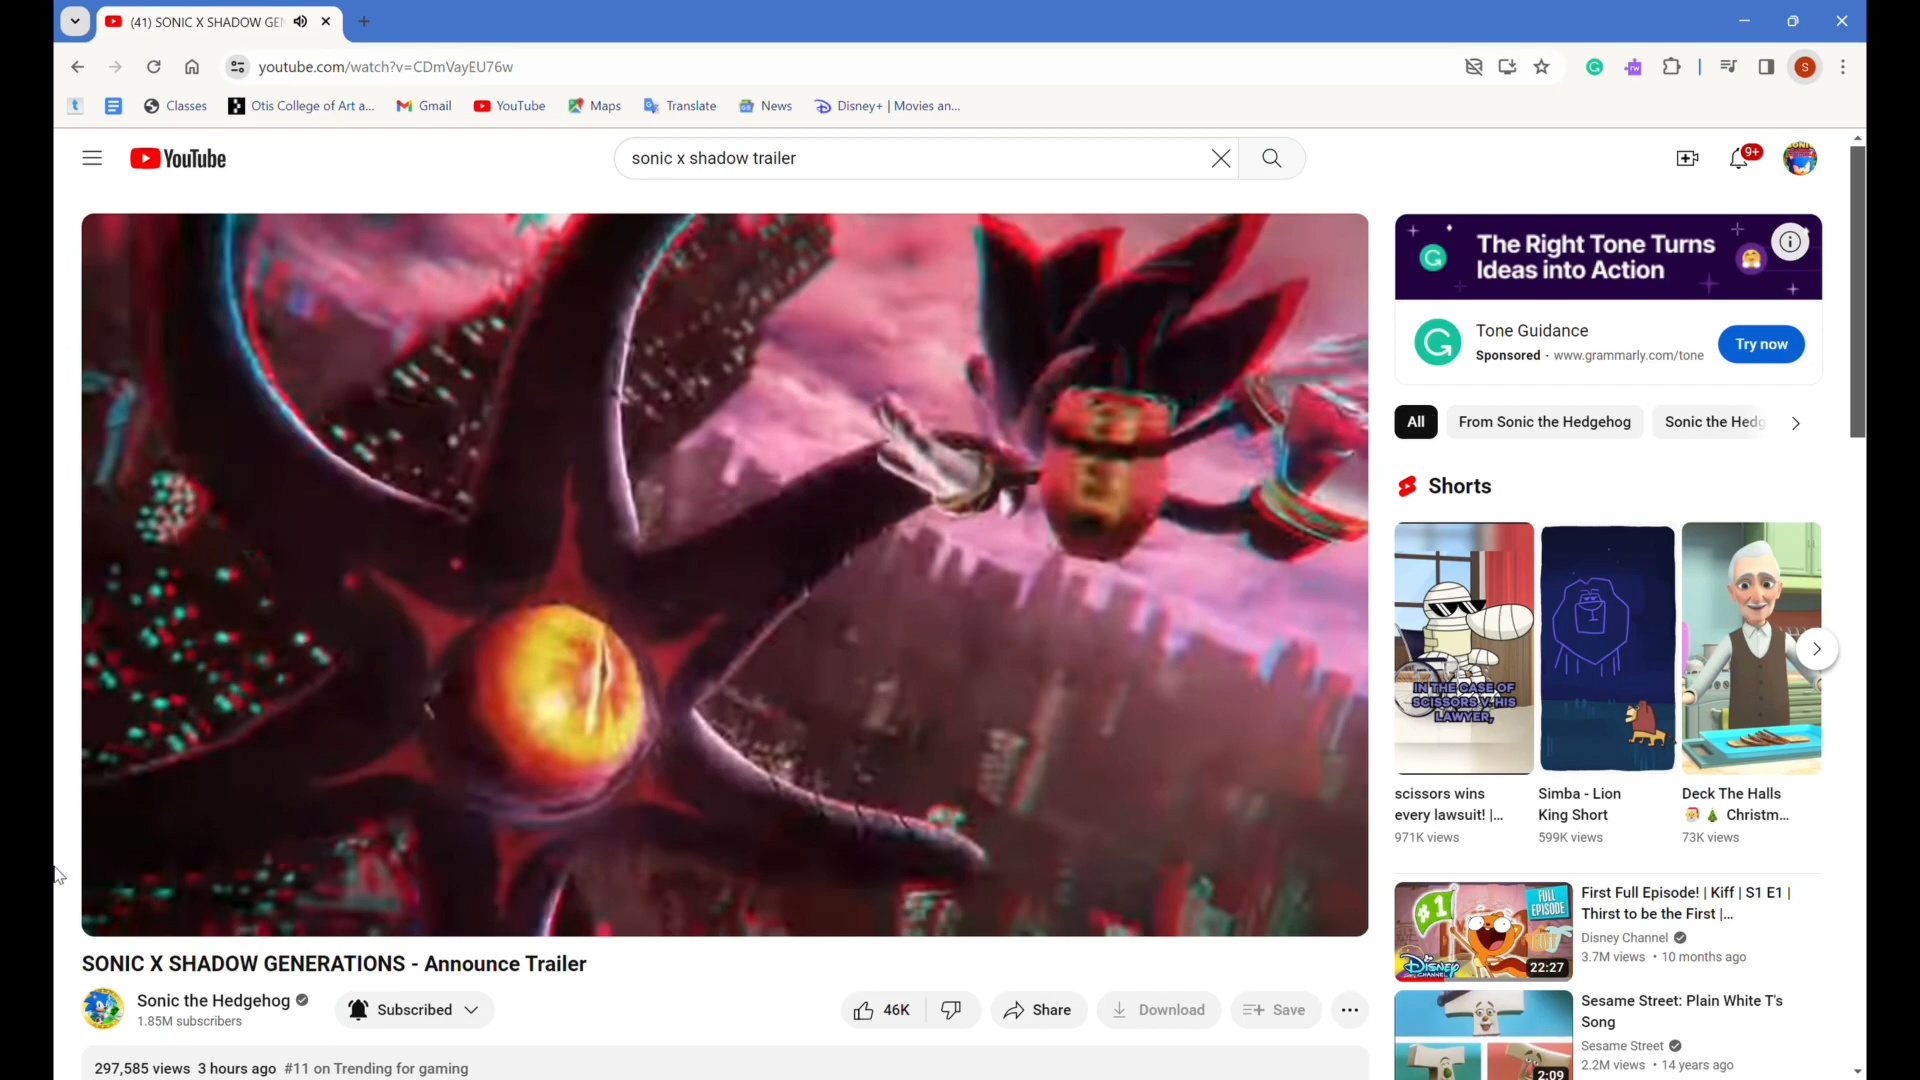 (41) SONIC X SHADOW GEN
youtube.com/watch?v=CDmVayEU76w
S
Classes
Otis College of Art a...
Gmail
YouTube
Maps
Translate
News
Disney+ | Movies an...
YouTube
sonic x shadow trailer
9+
The Right Tone Turns
Ideas into Action
Tone Guidance
Sponsored · www.grammarly.com/tone
Try now
All
From Sonic the Hedgehog
Sonic the Hedg
Shorts
IN THE CASE OF
SCISSORS V. HIS
LAWYER,
scissors wins
every lawsuit! |...
971K views
Simba - Lion
King Short
599K views
Deck The Halls
🎅 🎄 Christm...
73K views
#1
FULL
EPISODE
Disney
CHANNEL
22:27
First Full Episode! | Kiff | S1 E1 |
Thirst to be the First |...
Disney Channel
3.7M views • 10 months ago
2:09
Sesame Street: Plain White T's
Song
Sesame Street
2.2M views • 14 years ago
SONIC X SHADOW GENERATIONS - Announce Trailer
Sonic the Hedgehog
1.85M subscribers
Subscribed
46K
Share
Download
Save
297,585 views 3 hours ago #11 on Trending for gaming